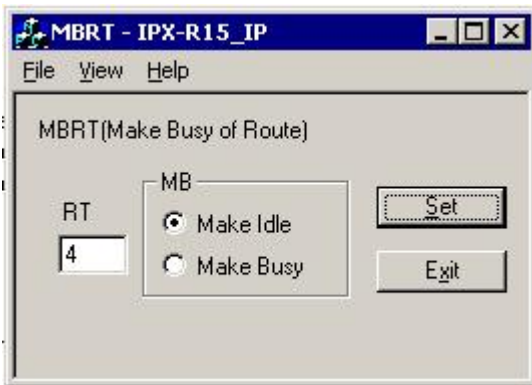 MBRT - IPX-R15_IP
File View Help
MBRT(Make Busy of Route)
MB
RT
Make Idle
Set
4
Make Busy
Exit